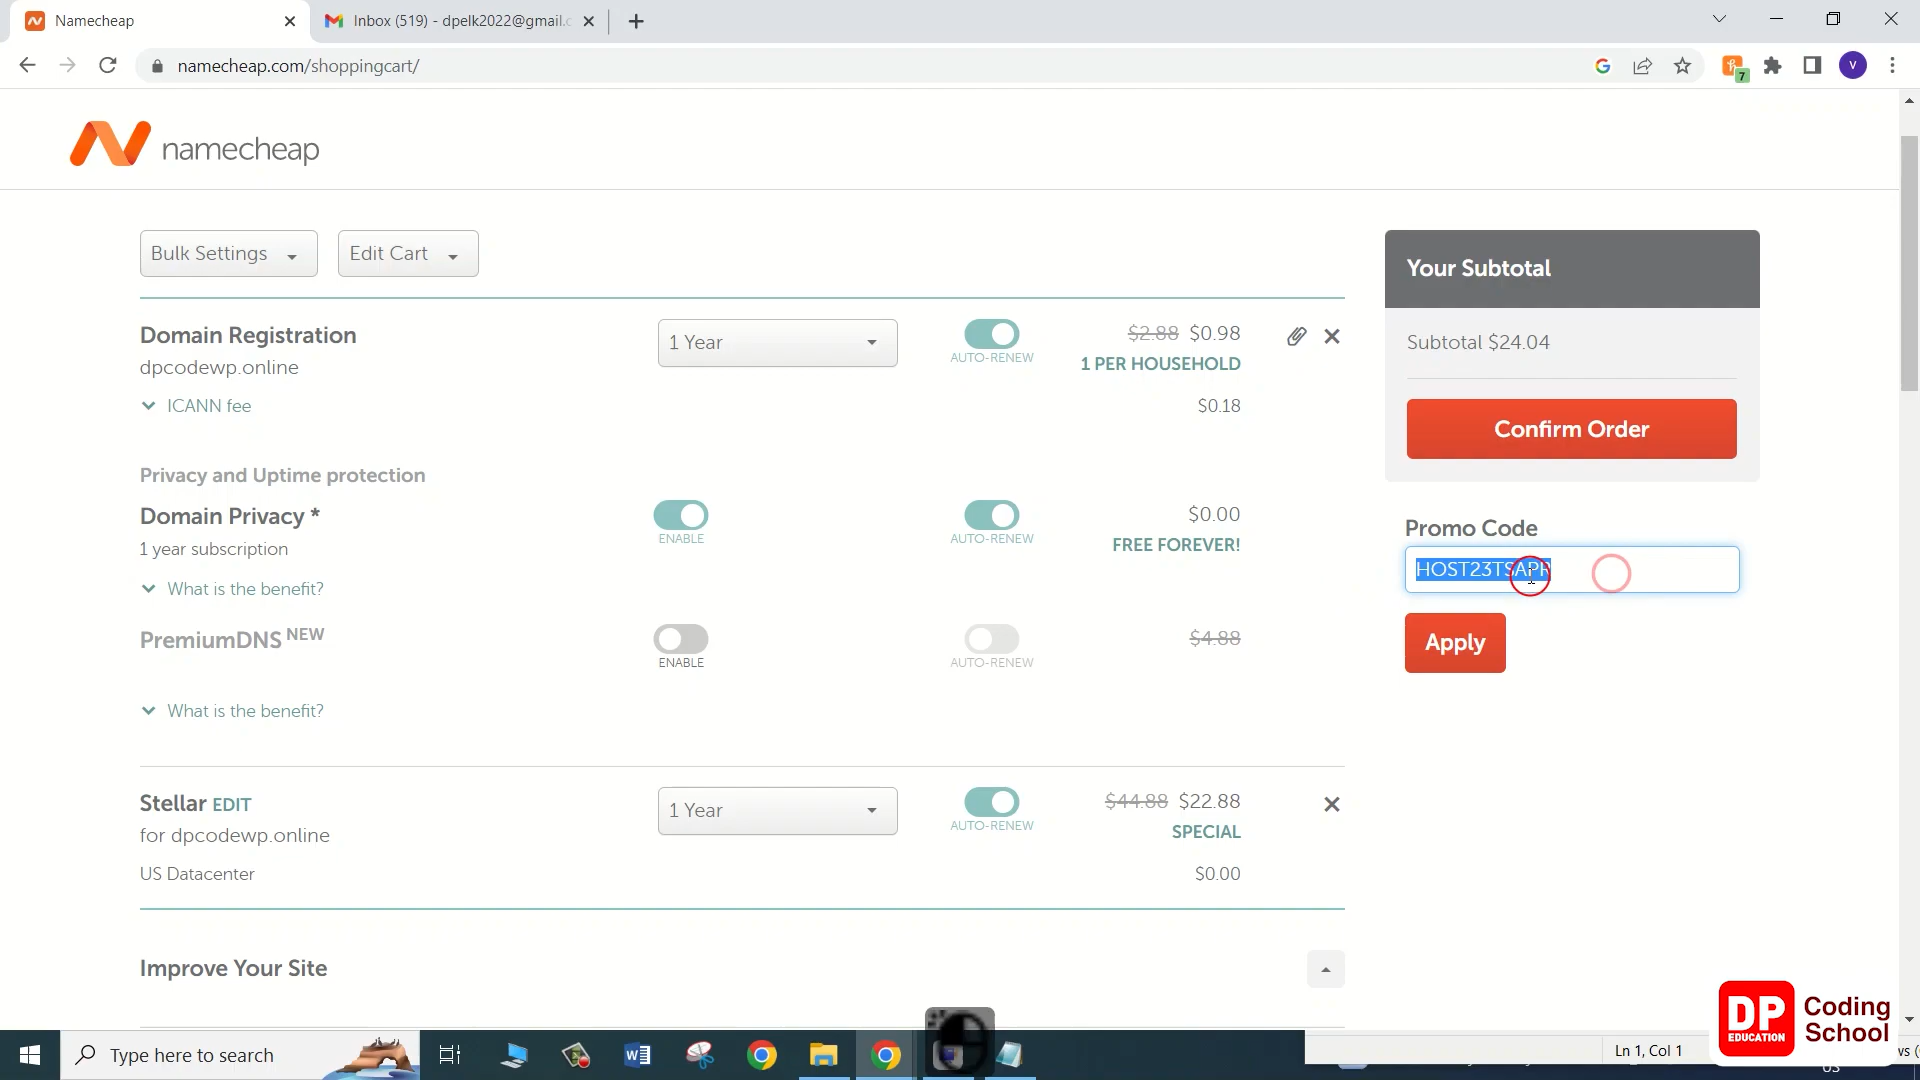 Namecheap
Inbox (519) - dpelk2022@gmail.c
namecheap.com/shoppingcart/
7
V
namecheap
Bulk Settings
Edit Cart
Your Subtotal
Subtotal $24.04
Confirm Order
Domain Registration
dpcodewp.online
ICANN fee
1 Year
AUTO-RENEW
$2.88 $0.98
1 PER HOUSEHOLD
$0.18
Privacy and Uptime protection
Domain Privacy *
1 year subscription
What is the benefit?
ENABLE
AUTO-RENEW
$0.00
FREE FOREVER!
Promo Code
HOST23TSAPR
Apply
PremiumDNS NEW
ENABLE
AUTO-RENEW
$4.88
What is the benefit?
Stellar EDIT
for dpcodewp.online
US Datacenter
1 Year
AUTO-RENEW
$44.88 $22.88
SPECIAL
$0.00
Improve Your Site
DP
EDUCATION
Coding
School
Type here to search
Ln 1, Col 1